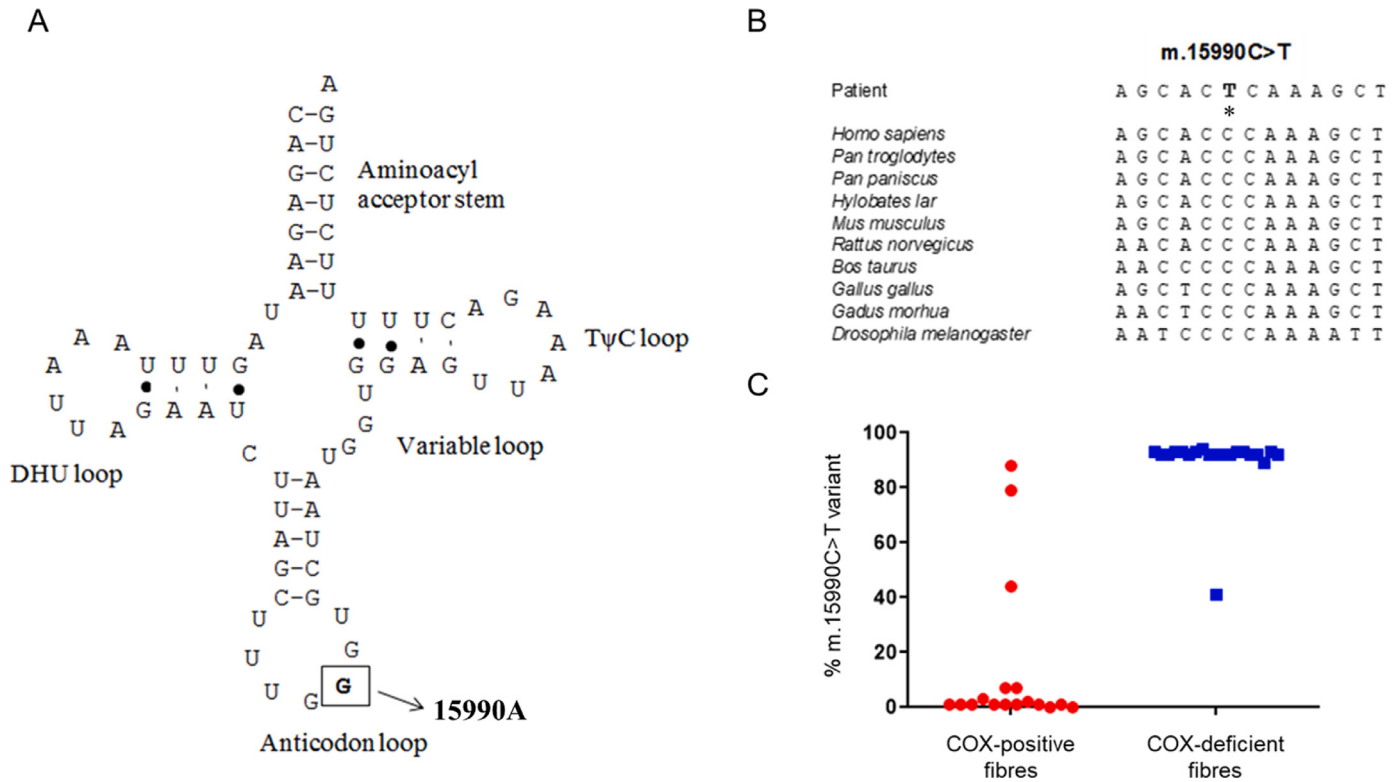 A
A
C-G
A-U
G-C
A-U
G-C
A-U
A-U
Aminoacyl
acceptor stem
U
A
A A A U U U G
U U A G A A U
DHU loop
U U U C A G A A
G G A G U U A
TψC loop
U
G
G
U
Variable loop
C
U-A
U-A
A-U
G-C
C-G
U U
U G
U G G
15990A
Anticodon loop
B
m.15990C>T
Patient A G C A C T C A A A G C T
*
Homo sapiens A G C A C C C A A A G C T
Pan troglodytes A G C A C C C A A A G C T
Pan paniscus A G C A C C C A A A G C T
Hylobates lar A G C A C C C A A A G C T
Mus musculus A G C A C C C A A A G C T
Rattus norvegicus A A C A C C C A A A G C T
Bos taurus A A C C C C C A A A G C T
Gallus gallus A G C T C C C A A A G C T
Gadus morhua A A C T C C C A A A G C T
Drosophila melanogaster A A T C C C C A A A A T T
C
% m.15990C>T variant
100
80
60
40
20
0
COX-positive
fibres
COX-deficient
fibres